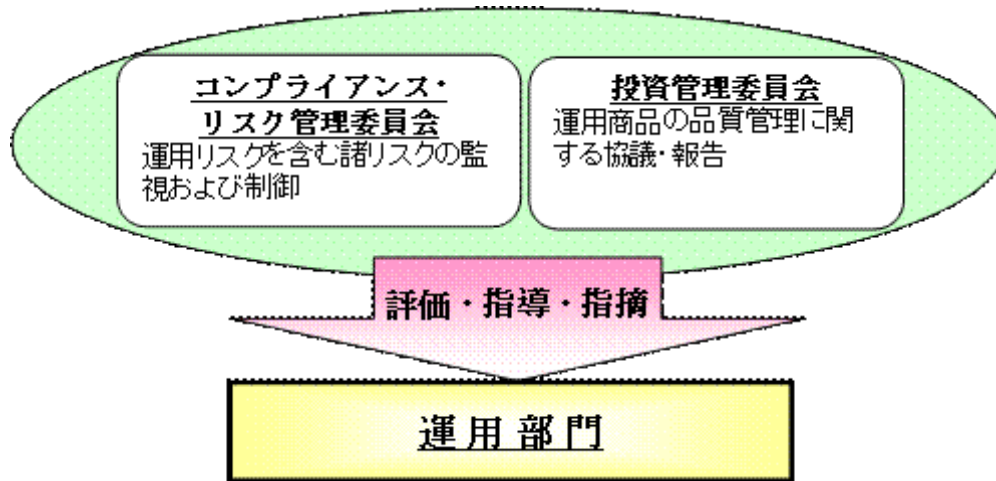 コンプライアンス・
リスク管理委員会
運用リスクを含む諸リスクの監
視および制御
投資管理委員会
運用商品の品質管理に関
する協議・報告
評価・指導・指摘
運用部門